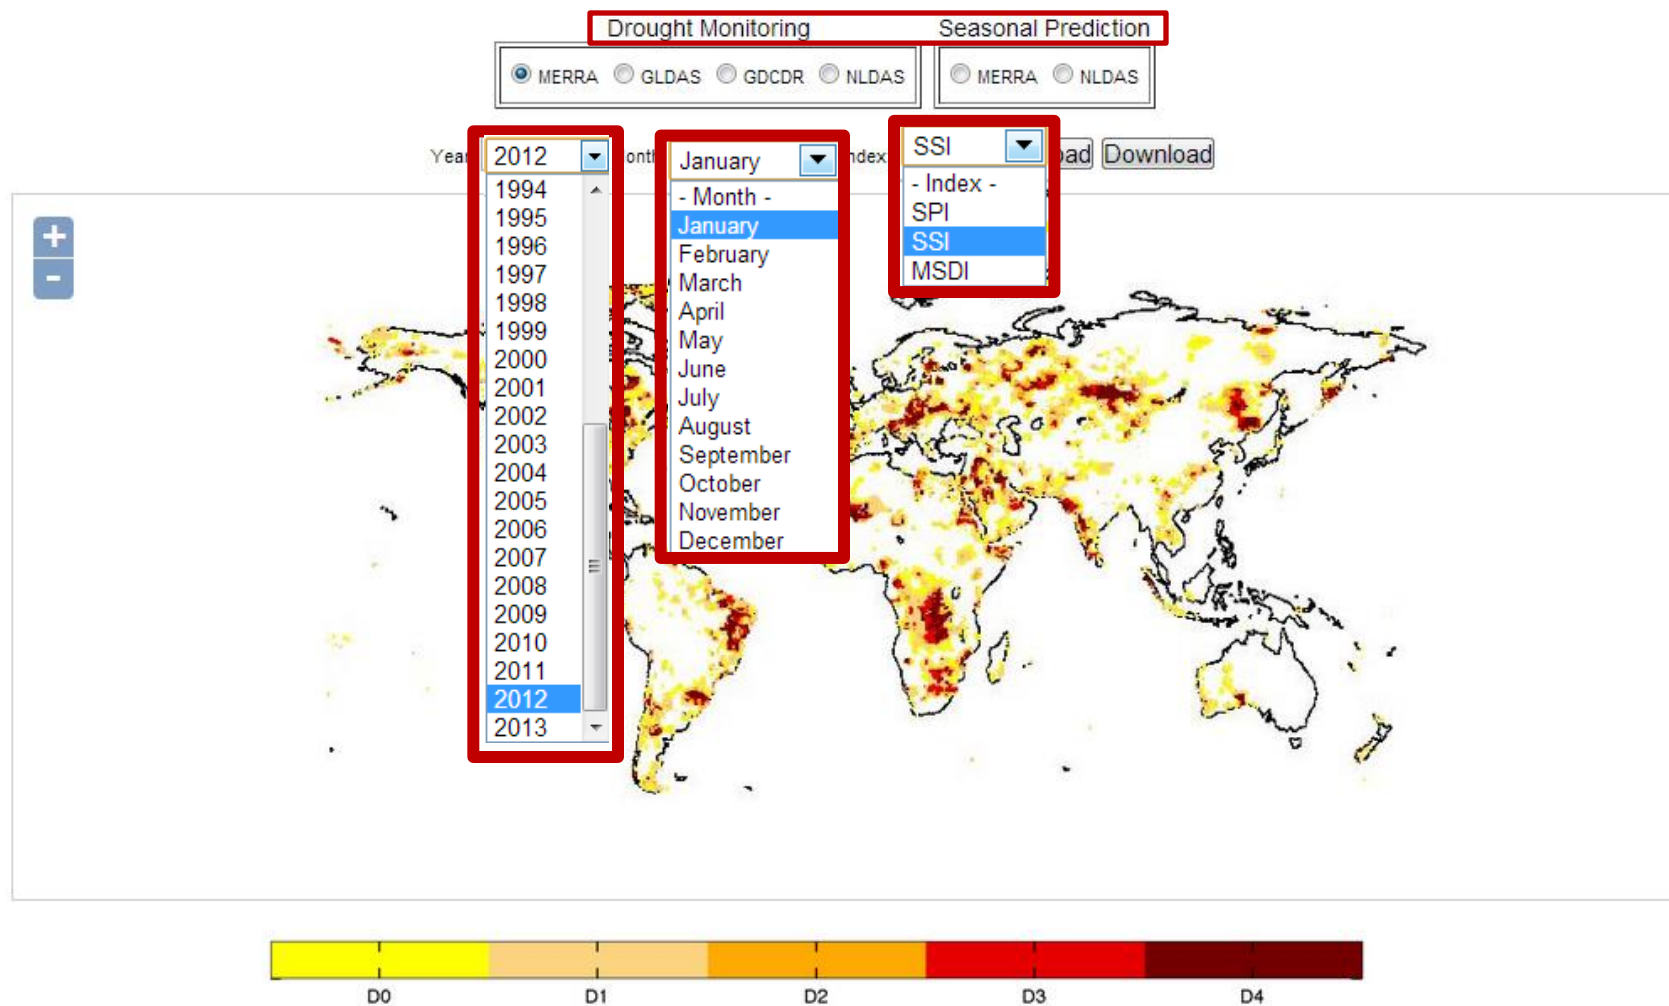 Drought Monitoring Seasonal Prediction
MERRA GLDAS GDCDR NLDAS MERRA NLDAS
Year 2012 January SSI Download
1994
1995
1996
1997
1998
1999
2000
2001
2002
2003
2004
2005
2006
2007
2008
2009
2010
2011
2012
2013
- Month -
January
February
March
April
May
June
July
August
September
October
November
December
- Index -
SPI
SSI
MSDI
+
-
D0 D1 D2 D3 D4